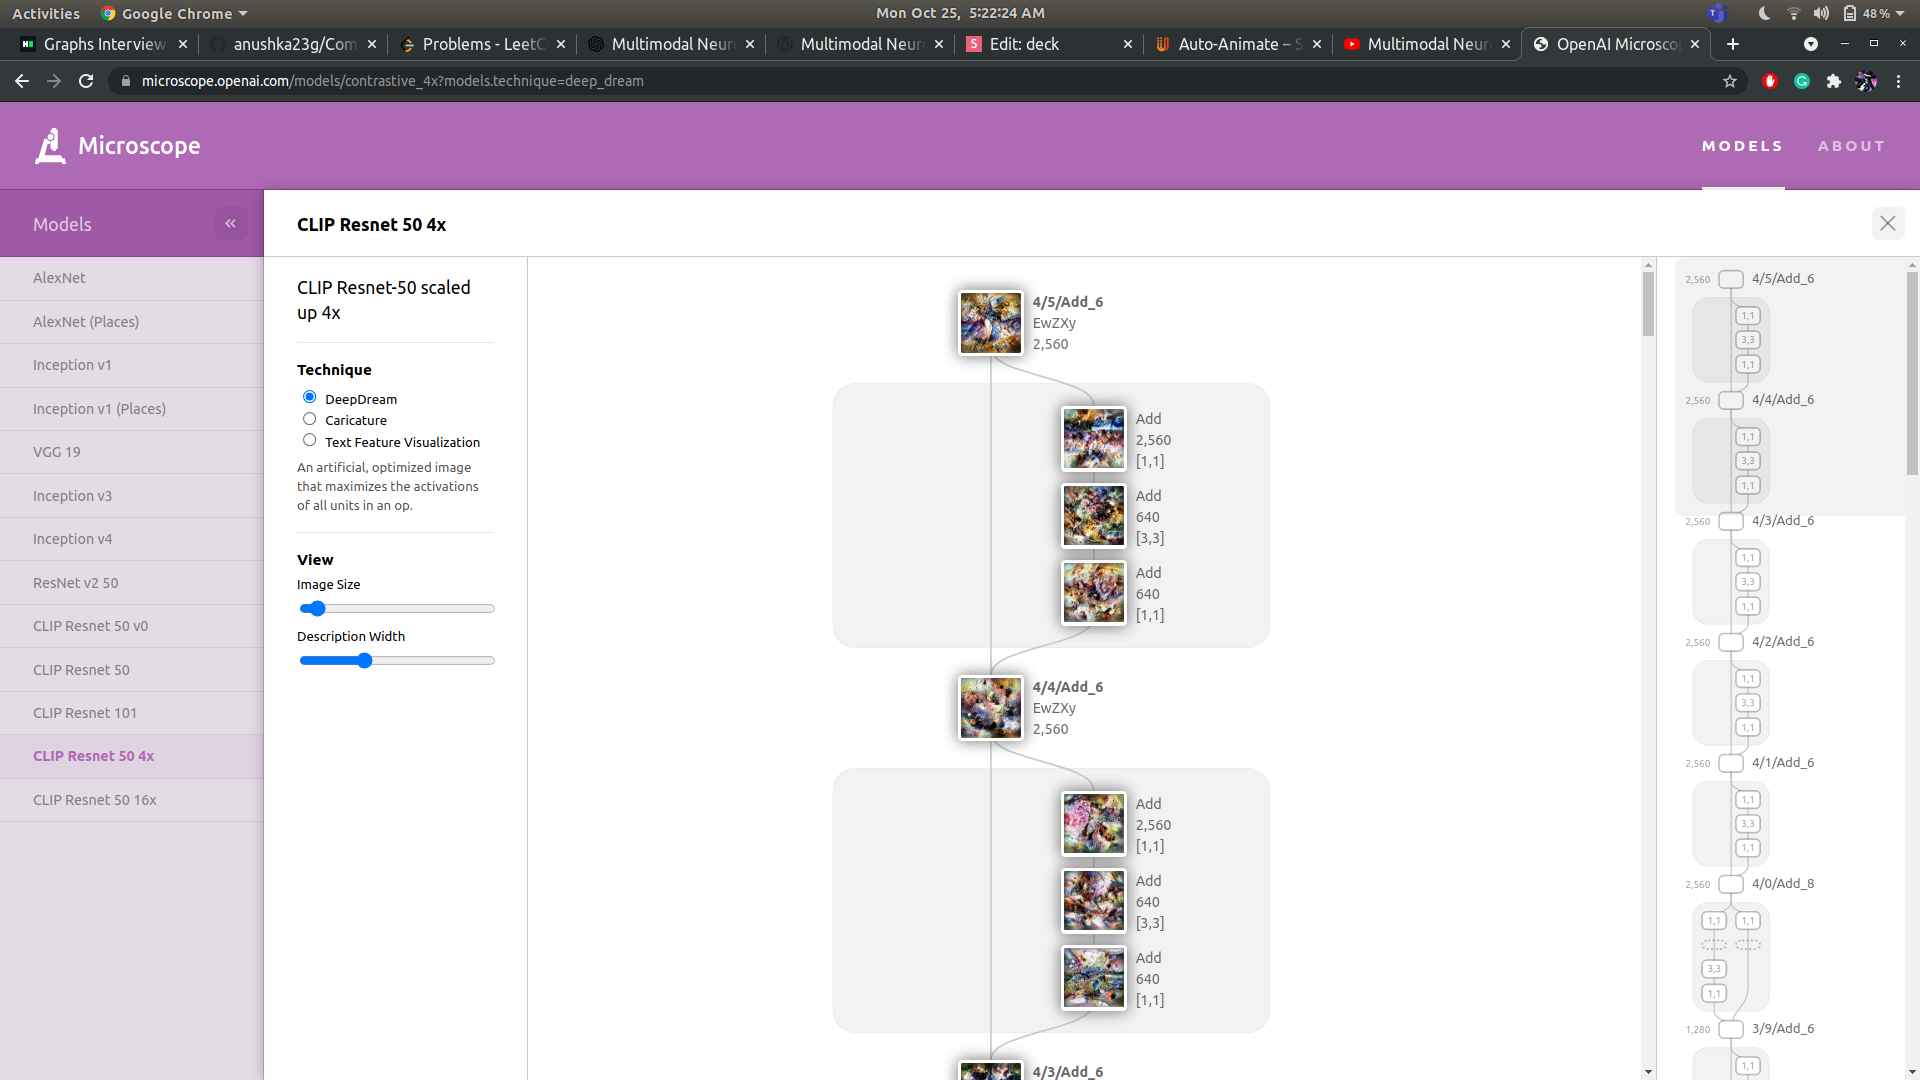 Activities Google Chrome Mon Oct 25, 5:22:24 AM 48 %
Graphs Interview anushka23g/Com Problems - LeetC Multimodal Neur Multimodal Neur Edit: deck Auto-Animate – S Multimodal Neur OpenAI Microsco
microscope.openai.com/models/contrastive_4x?models.technique=deep_dream
Microscope
MODELS ABOUT
Models
«
AlexNet
AlexNet (Places)
Inception v1
Inception v1 (Places)
VGG 19
Inception v3
Inception v4
ResNet v2 50
CLIP Resnet 50 v0
CLIP Resnet 50
CLIP Resnet 101
CLIP Resnet 50 4x
CLIP Resnet 50 16x
CLIP Resnet 50 4x
CLIP Resnet-50 scaled
up 4x
Technique
DeepDream
Caricature
Text Feature Visualization
An artificial, optimized image
that maximizes the activations
of all units in an op.
View
Image Size
Description Width
4/5/Add_6
EwZXy
2,560
Add
2,560
[1,1]
Add
640
[3,3]
Add
640
[1,1]
4/4/Add_6
EwZXy
2,560
Add
2,560
[1,1]
Add
640
[3,3]
Add
640
[1,1]
4/3/Add_6
2,560 4/5/Add_6
1,1
3,3
1,1
2,560 4/4/Add_6
1,1
3,3
1,1
2,560 4/3/Add_6
1,1
3,3
1,1
2,560 4/2/Add_6
1,1
3,3
1,1
2,560 4/1/Add_6
1,1
3,3
1,1
2,560 4/0/Add_8
1,1 1,1
3,3
1,1
1,280 3/9/Add_6
1,1